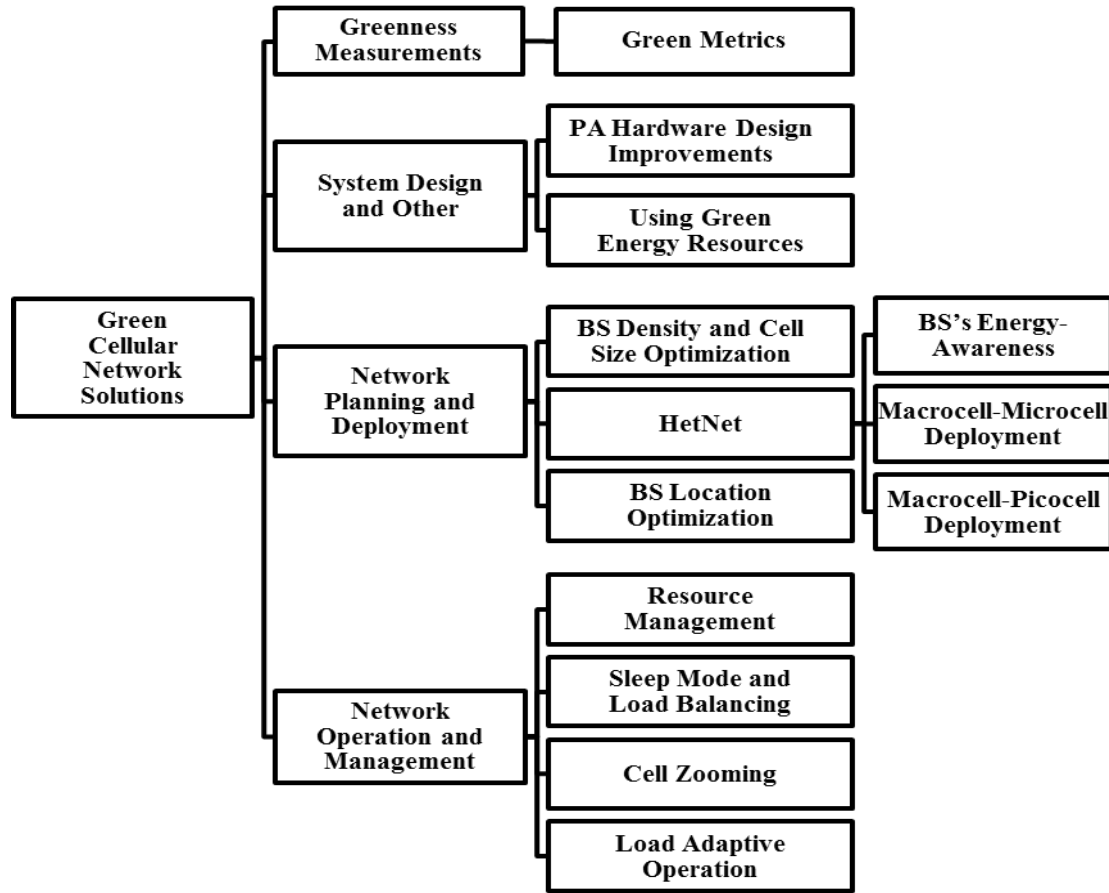 Greenness
Measurements
Green Metrics
System Design
and Other
PA Hardware Design
Improvements
Using Green
Energy Resources
Green
Cellular
Network
Solutions
Network
Planning and
Deployment
BS Density and Cell
Size Optimization
HetNet
BS Location
Optimization
BS's Energy-
Awareness
Macrocell-Microcell
Deployment
Macrocell-Picocell
Deployment
Network
Operation and
Management
Resource
Management
Sleep Mode and
Load Balancing
Cell Zooming
Load Adaptive
Operation